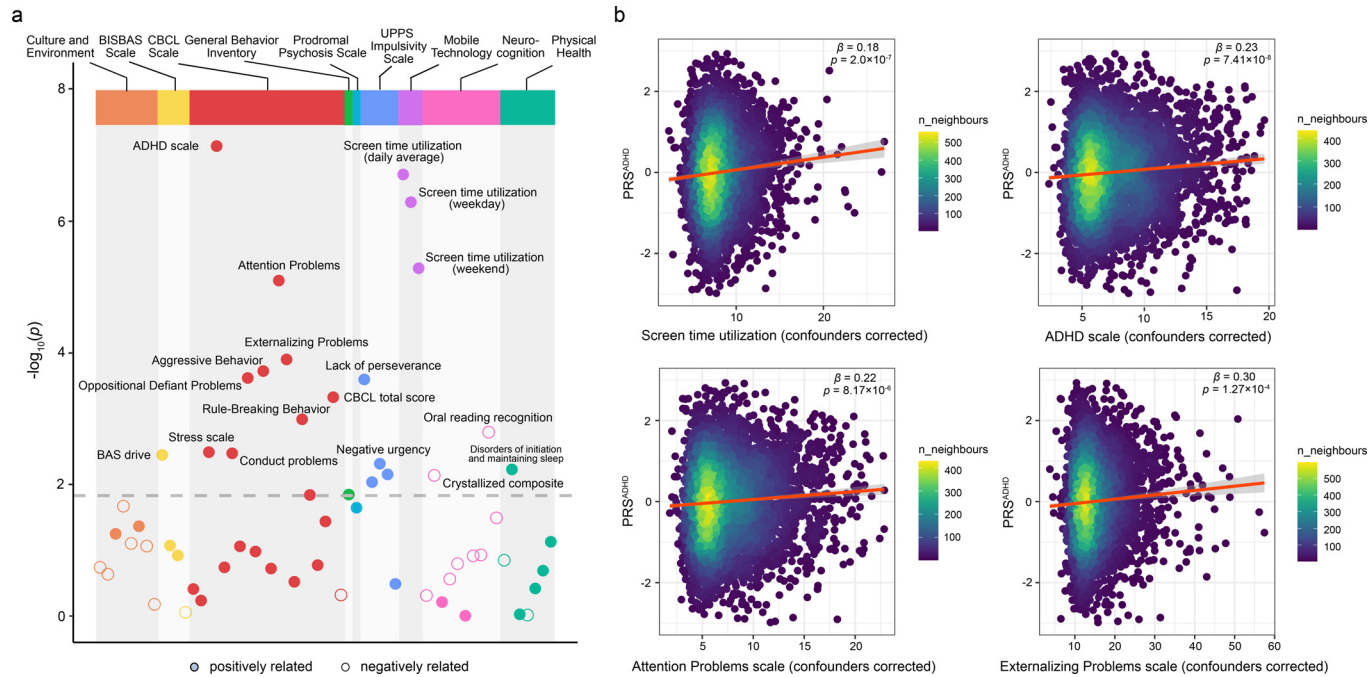 a
Culture and
Environment
BISBAS
Scale
CBCL
Scale
General Behavior
Inventory
Prodromal
Psychosis Scale
UPPS
Impulsivity
Scale
Mobile
Technology
Neuro-
cognition
Physical
Health
8
6
4
2
0
-log10(p)
ADHD scale
Screen time utilization
(daily average)
Screen time utilization
(weekday)
Attention Problems
Screen time utilization
(weekend)
Externalizing Problems
Aggressive Behavior
Lack of perseverance
Oppositional Defiant Problems
CBCL total score
Rule-Breaking Behavior
Oral reading recognition
Stress scale
Negative urgency
Disorders of initiation
and maintaining sleep
BAS drive
Conduct problems
Crystallized composite
positively related
negatively related
b
β = 0.18
p = 2.0×10-7
PRSADHD
2
0
-2
10
20
Screen time utilization (confounders corrected)
n_neighbours
500
400
300
200
100
β = 0.23
p = 7.41×10-8
PRSADHD
2
0
-2
5
10
15
20
ADHD scale (confounders corrected)
n_neighbours
400
300
200
100
β = 0.22
p = 8.17×10-6
PRSADHD
2
0
-2
5
10
15
20
Attention Problems scale (confounders corrected)
n_neighbours
400
300
200
100
β = 0.30
p = 1.27×10-4
PRSADHD
2
0
-2
10
20
30
40
50
60
Externalizing Problems scale (confounders corrected)
n_neighbours
500
400
300
200
100